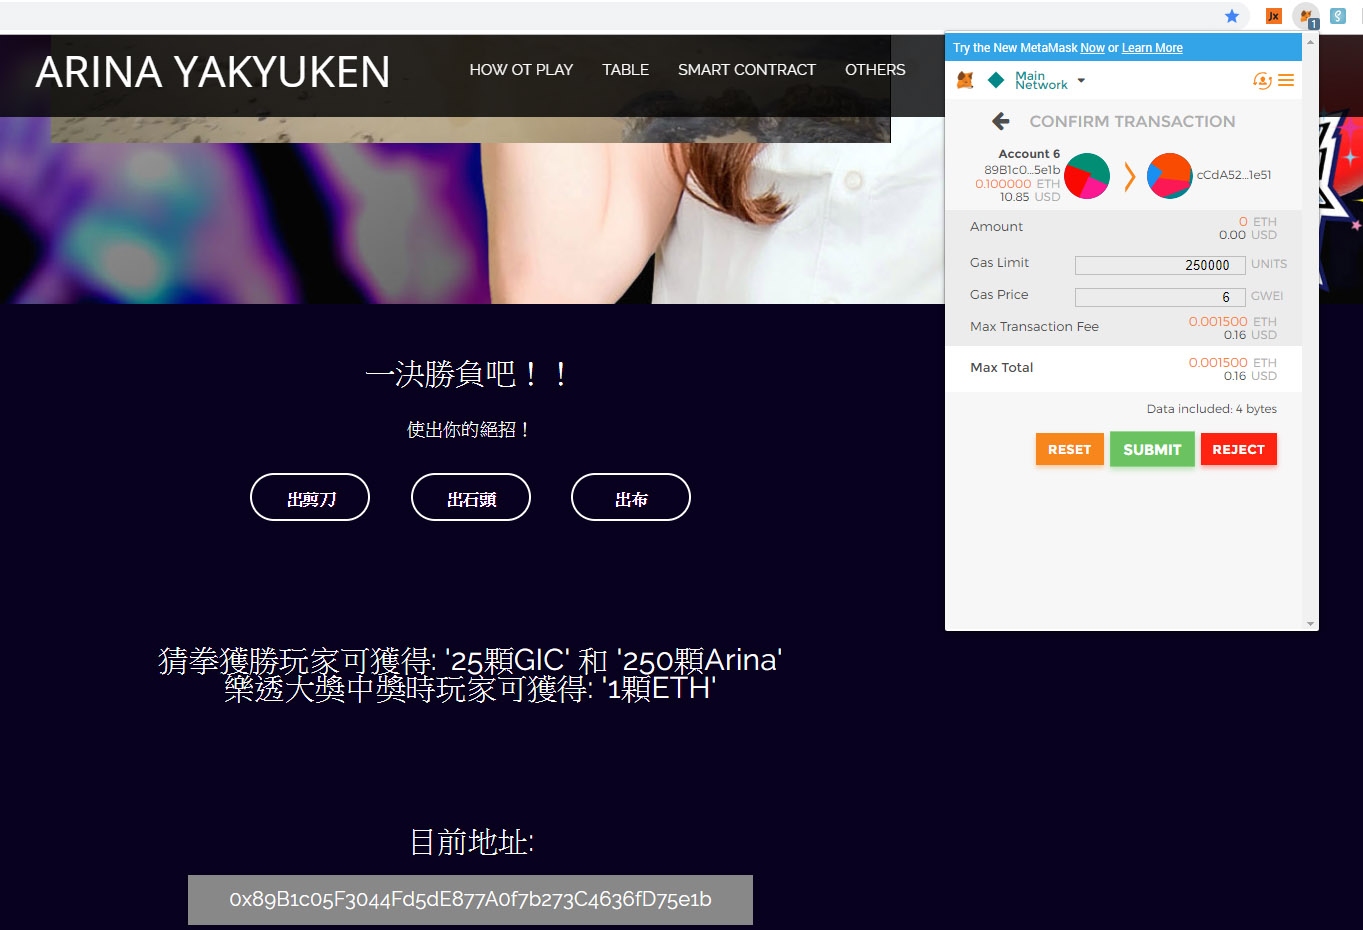 Jx
1
ARINA YAKYUKEN
HOW OT PLAY
TABLE
SMART CONTRACT
OTHERS
Try the New MetaMask Now or Learn More
Main
Network
CONFIRM TRANSACTION
Account 6
89B1c0...5e1b
0.100000 ETH
10.85 USD
cCdA52...1e51
Amount
0 ETH
0.00 USD
Gas Limit
250000 UNITS
Gas Price
6 GWEI
Max Transaction Fee
0.001500 ETH
0.16 USD
Max Total
0.001500 ETH
0.16 USD
Data included: 4 bytes
RESET
SUBMIT
REJECT
一決勝負吧！！
使出你的絕招！
出剪刀
出石頭
出布
猜拳獲勝玩家可獲得: '25顆GIC' 和 '250顆Arina'
樂透大獎中獎時玩家可獲得: '1顆ETH'
目前地址:
0x89B1c05F3044Fd5dE877A0f7b273C4636fD75e1b